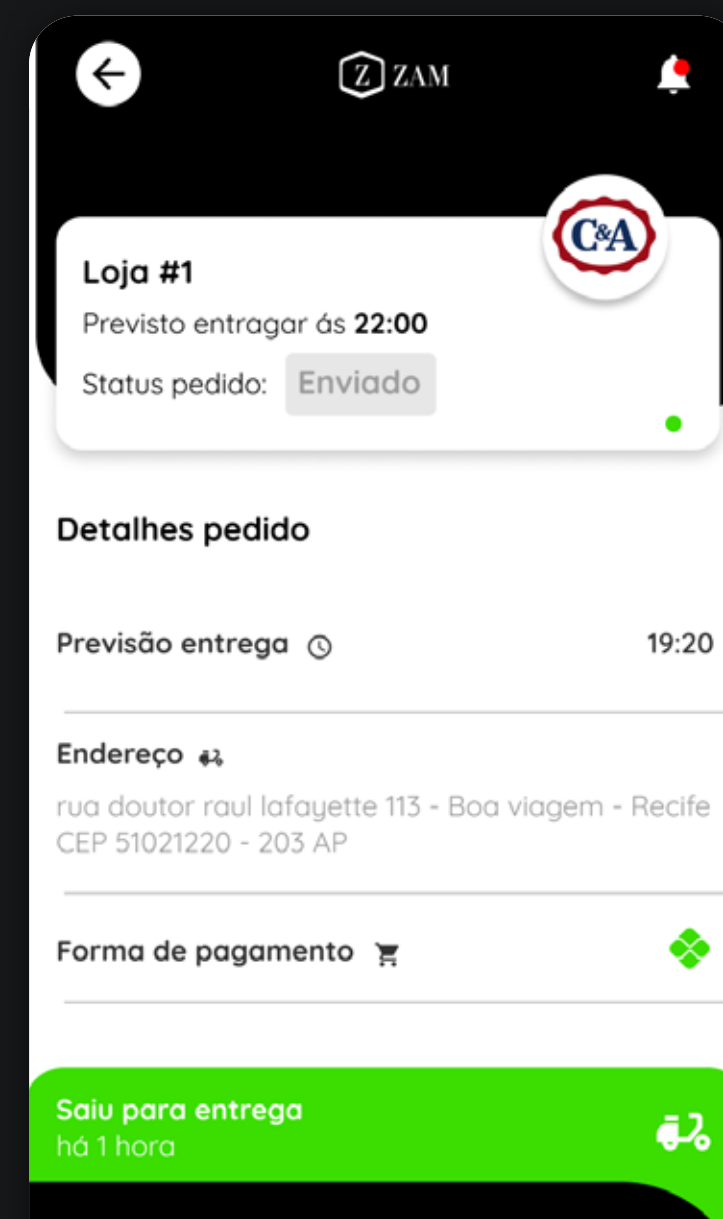 Z ZAM
C&A
Loja #1
Previsto entragar ás 22:00
Status pedido: Enviado
Detalhes pedido
Previsão entrega 19:20
Endereço
rua doutor raul lafayette 113 - Boa viagem - Recife
CEP 51021220 - 203 AP
Forma de pagamento
Saiu para entrega
há 1 hora